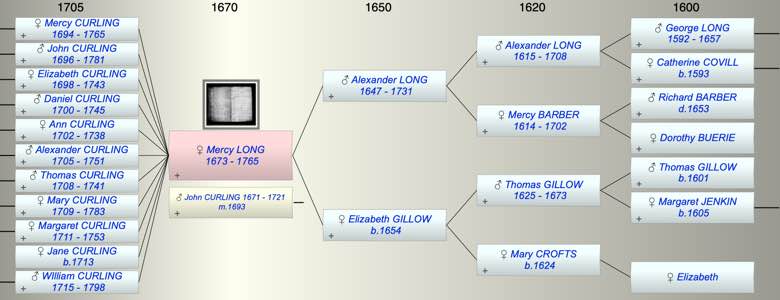 1705 1670 1650 1620 1600
♀ Mercy CURLING
1694 - 1765
+
♂ John CURLING
1696 - 1781
+
♀ Elizabeth CURLING
1698 - 1743
+
♂ Daniel CURLING
1700 - 1745
+
♀ Ann CURLING
1702 - 1738
+
♂ Alexander CURLING
1705 - 1751
+
♂ Thomas CURLING
1708 - 1741
+
♀ Mary CURLING
1709 - 1783
+
♀ Margaret CURLING
1711 - 1753
+
♀ Jane CURLING
b.1713
+
♂ William CURLING
1715 - 1798
+
♀ Mercy LONG
1673 - 1765
+
♂ John CURLING 1671 - 1721
m.1693
+
♂ Alexander LONG
1647 - 1731
+
♀ Elizabeth GILLOW
b.1654
+
♂ Alexander LONG
1615 - 1708
+
♀ Mercy BARBER
1614 - 1702
+
♂ Thomas GILLOW
1625 - 1673
+
♀ Mary CROFTS
b.1624
+
♂ George LONG
1592 - 1657
+
♀ Catherine COVILL
b.1593
+
♂ Richard BARBER
d.1653
+
♀ Dorothy BUERIE
+
♂ Thomas GILLOW
b.1601
+
♀ Margaret JENKIN
b.1605
+
♀ Elizabeth
+